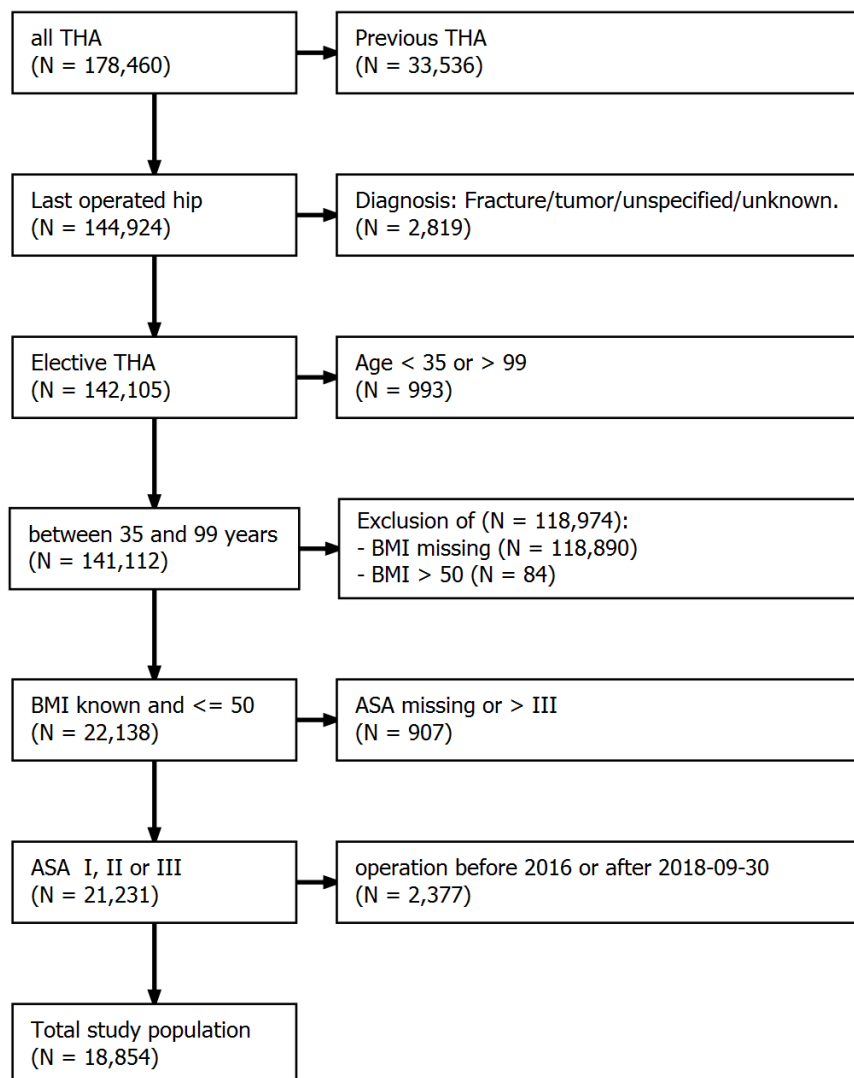 all THA
(N = 178,460)
Previous THA
(N = 33,536)
Last operated hip
(N = 144,924)
Diagnosis: Fracture/tumor/unspecified/unknown.
(N = 2,819)
Elective THA
(N = 142,105)
Age < 35 or > 99
(N = 993)
between 35 and 99 years
(N = 141,112)
Exclusion of (N = 118,974):
- BMI missing (N = 118,890)
- BMI > 50 (N = 84)
BMI known and <= 50
(N = 22,138)
ASA missing or > III
(N = 907)
ASA  I, II or III
(N = 21,231)
operation before 2016 or after 2018-09-30
(N = 2,377)
Total study population
(N = 18,854)